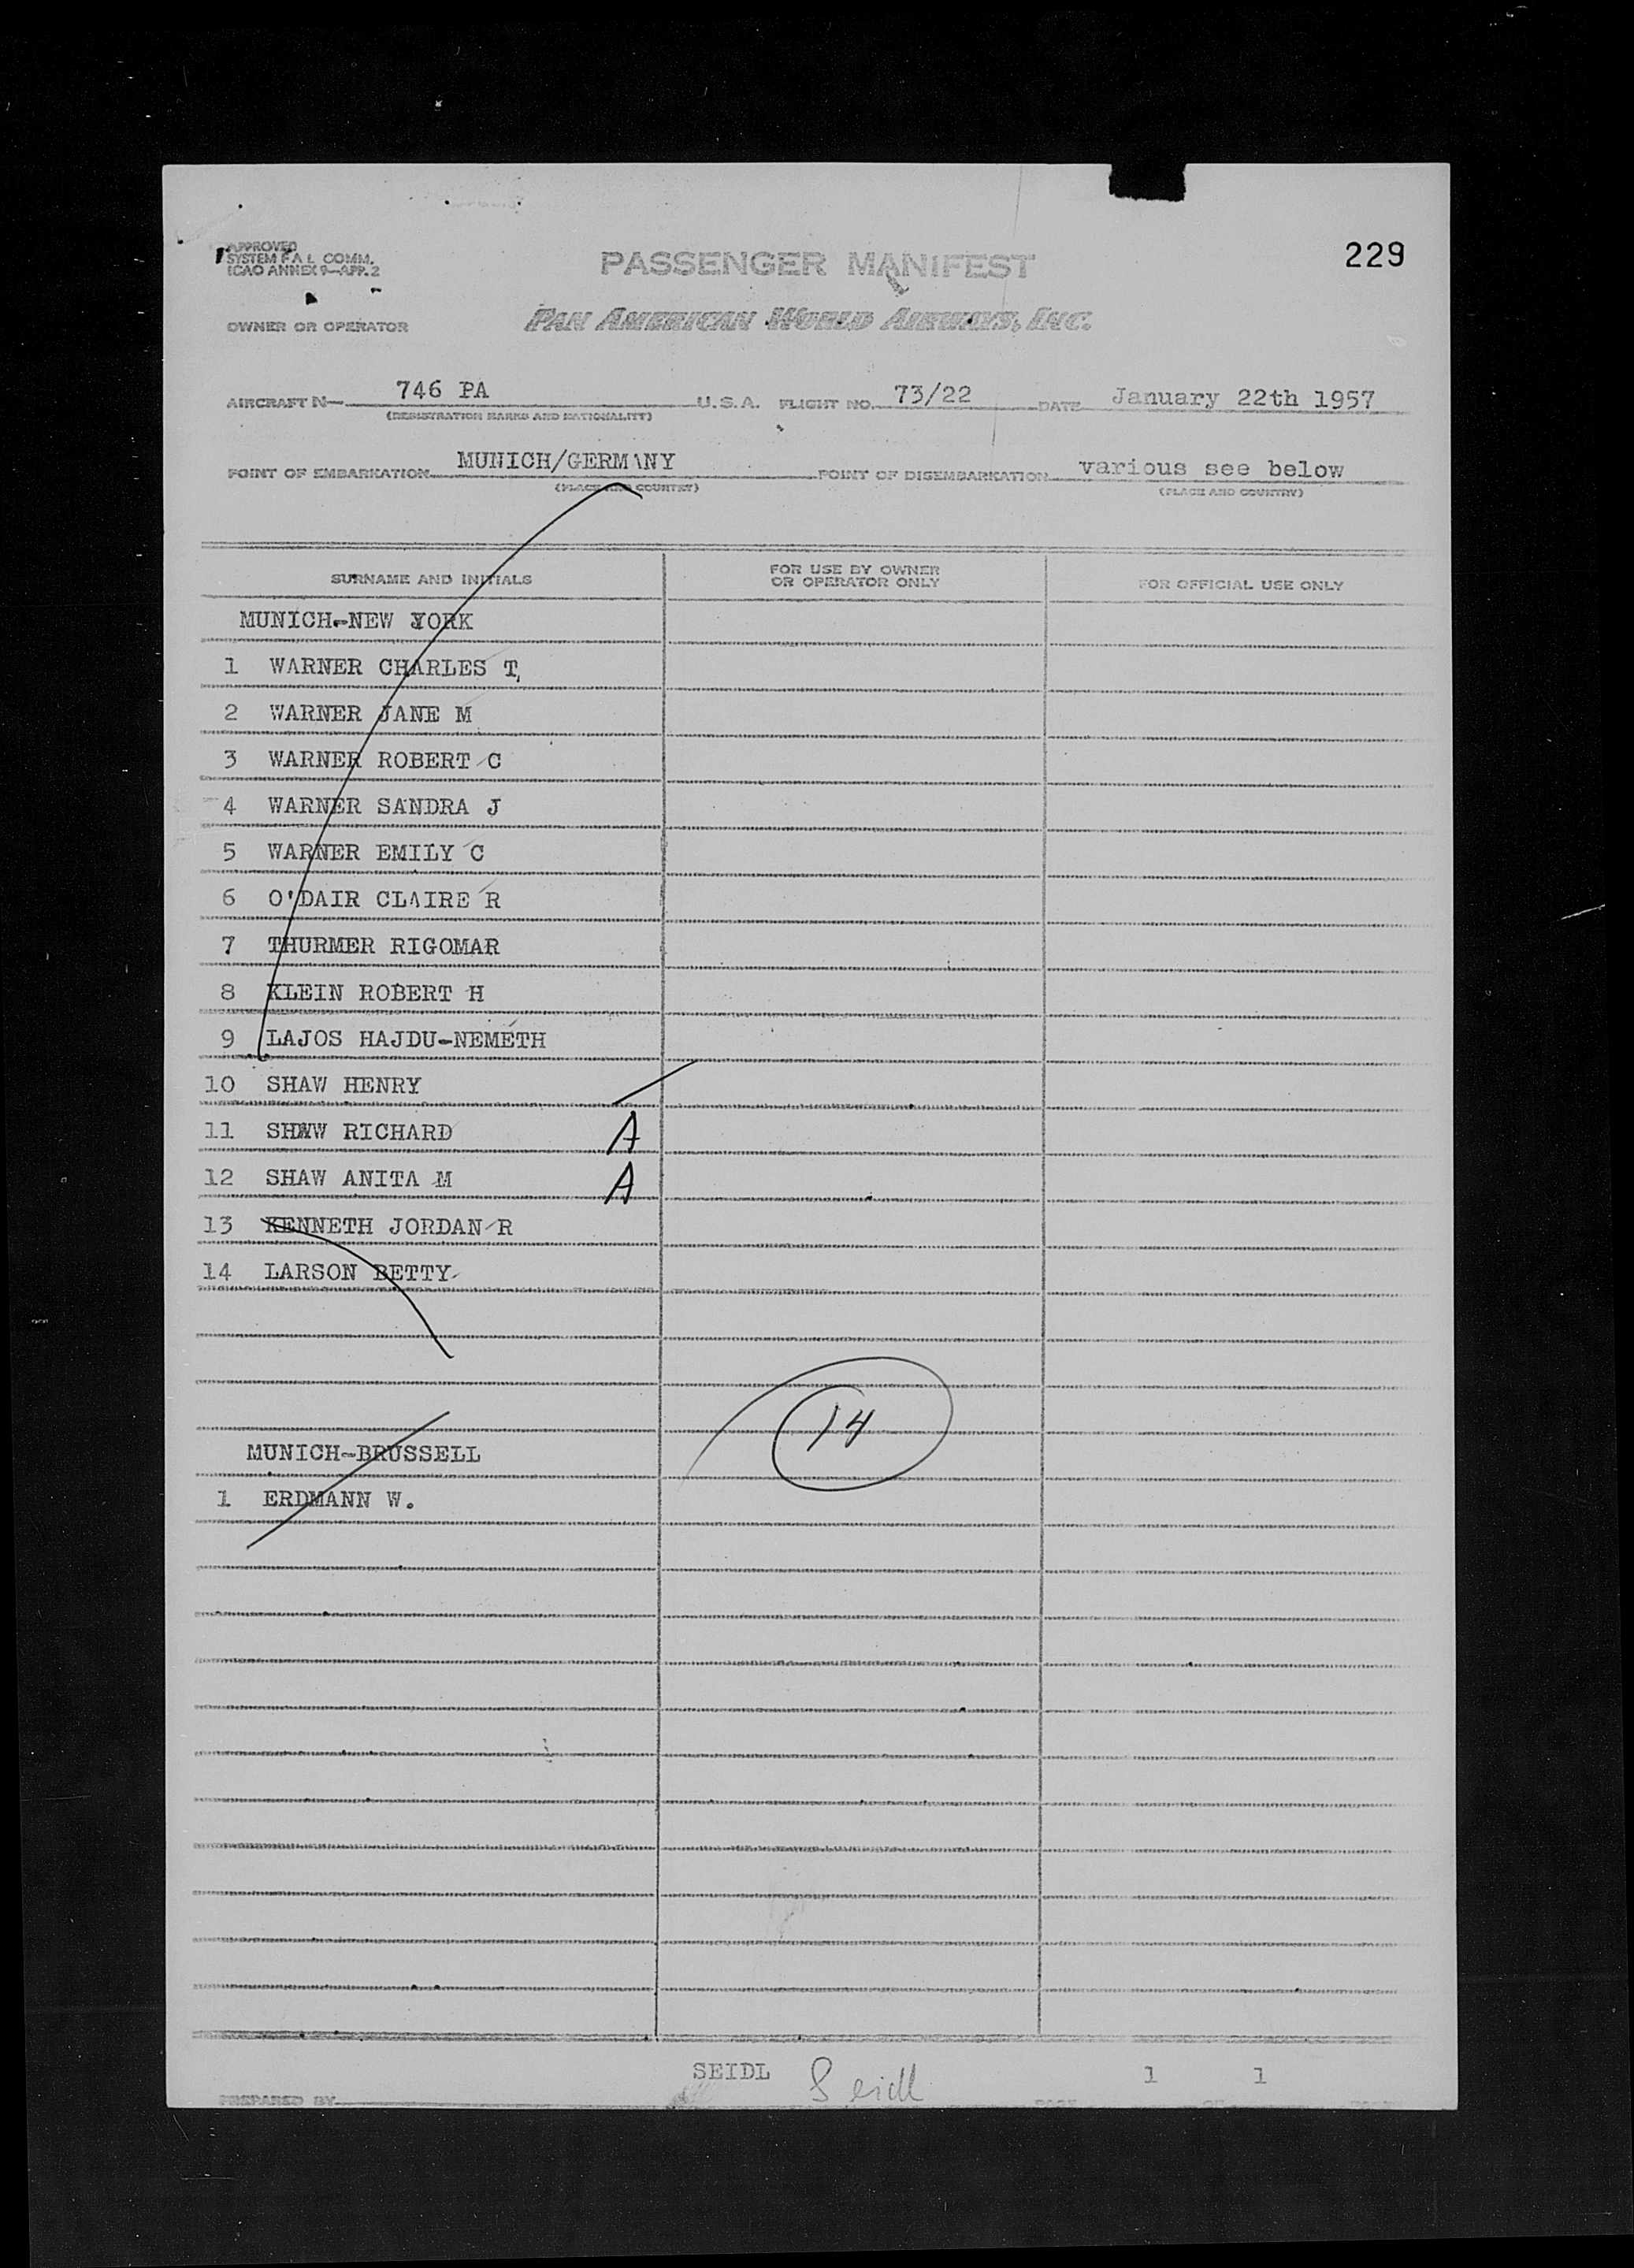 229
APPROVED
SYSTEM F A L COMM.
ICAO ANNEX 9—APP. 2
PASSENGER MANIFEST
OWNER OR OPERATOR PAN AMERICAN WORLD AIRWAYS, INC.
AIRCRAFT N— 746 PA U.S.A. FLIGHT NO. 73/22 DATE January 22th 1957
(REGISTRATION MARKS AND NATIONALITY)
POINT OF EMBARKATION MUNICH/GERMANY POINT OF DISEMBARKATION various see below
(PLACE AND COUNTRY) (PLACE AND COUNTRY)
SURNAME AND INITIALS FOR USE BY OWNER OR OPERATOR ONLY FOR OFFICIAL USE ONLY
MUNICH-NEW YORK
1 WARNER CHARLES T,
2 WARNER JANE M
3 WARNER ROBERT C
4 WARNER SANDRA J
5 WARNER EMILY C
6 O'DAIR CLAIRE R
7 THURMER RIGOMAR
8 KLEIN ROBERT H
9 LAJOS HAJDU-NEMETH
10 SHAW HENRY
11 SHAW RICHARD A
12 SHAW ANITA M A
13 KENNETH JORDAN R
14 LARSON BETTY
14
MUNICH-BRUSSELL
1 ERDMANN W.
SEIDL Seidl 1 1
PREPARED BY